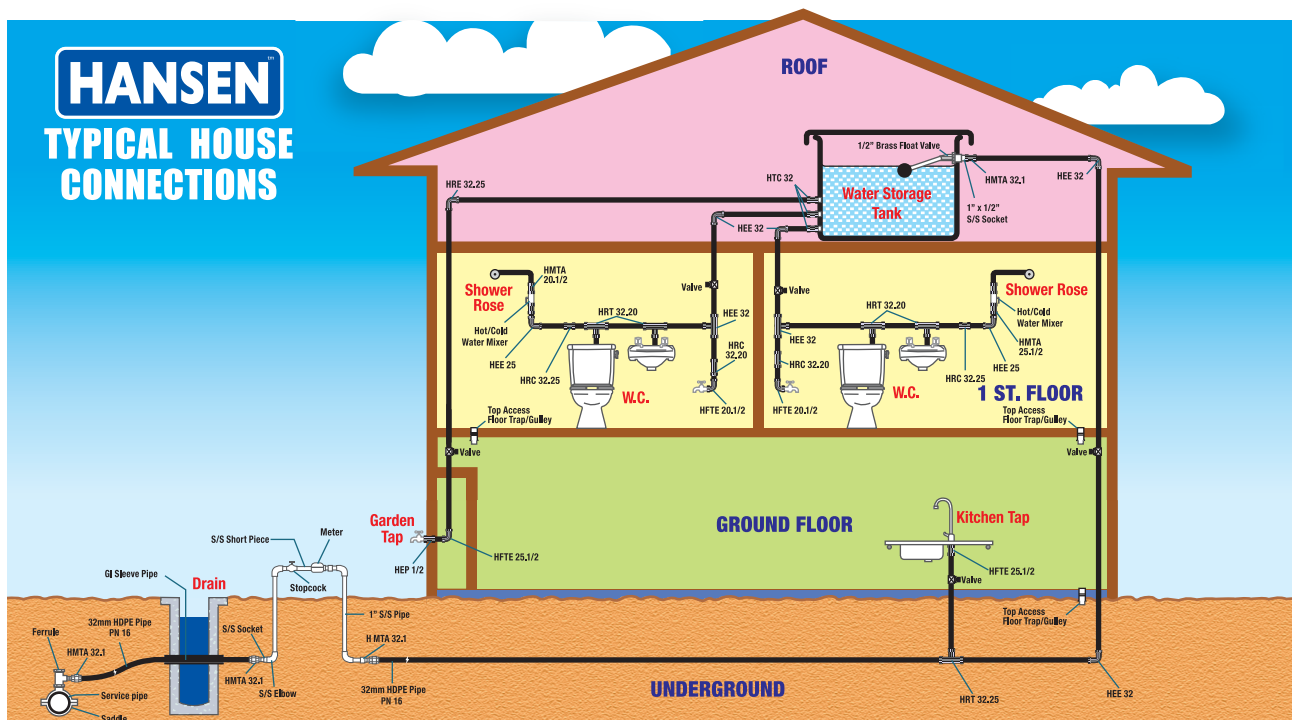 HANSEN
TYPICAL HOUSE
CONNECTIONS
ROOF
1/2" Brass Float Valve
HTC 32
HRE 32.25
Water Storage
Tank
HMTA 32.1
HEE 32
1" x 1/2"
S/S Socket
HEE 32
HMTA
20.1/2
Shower
Rose
Hot/Cold
Water Mixer
HEE 25
HRC 32.25
HRT 32.20
Valve
HEE 32
HRC
32.20
W.C.
HFTE 20.1/2
Valve
HRT 32.20
HEE 32
HRC 32.20
HFTE 20.1/2
W.C.
Shower Rose
Hot/Cold
Water Mixer
HMTA
25.1/2
HEE 25
HRC 32.25
1 ST. FLOOR
Top Access
Floor Trap/Gulley
Top Access
Floor Trap/Gulley
Valve
Valve
GROUND FLOOR
Garden
Tap
HEP 1/2
HFTE 25.1/2
Kitchen Tap
HFTE 25.1/2
Valve
Top Access
Floor Trap/Gulley
Meter
S/S Short Piece
Stopcock
GI Sleeve Pipe
Drain
1" S/S Pipe
32mm HDPE Pipe
PN 16
Ferrule
HMTA 32.1
S/S Socket
HMTA 32.1
S/S Elbow
H MTA 32.1
32mm HDPE Pipe
PN 16
Service pipe
Saddle
UNDERGROUND
HRT 32.25
HEE 32